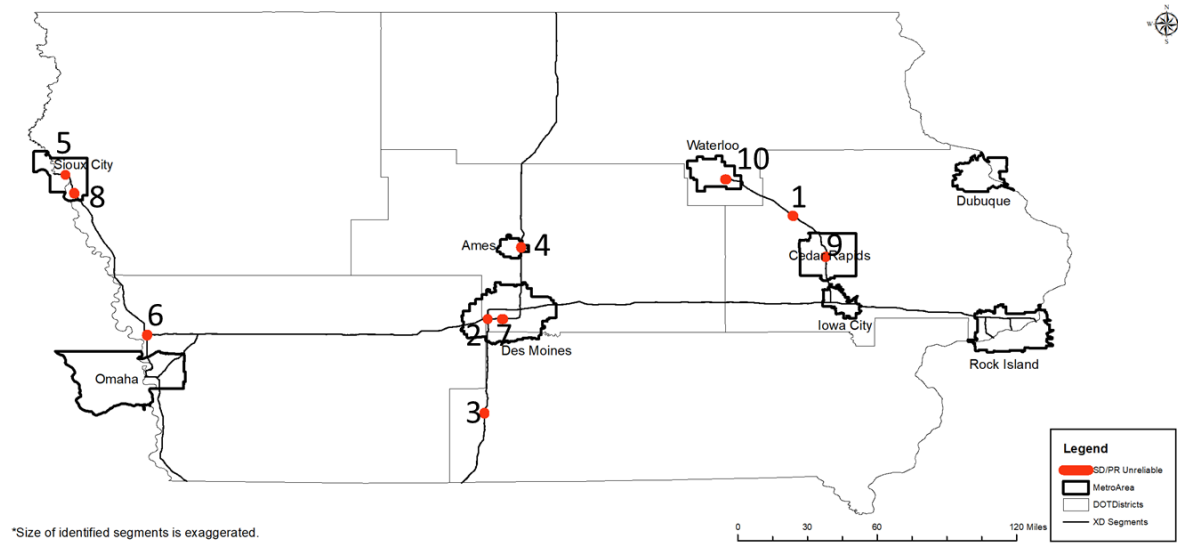 N
W
E
S
5
Sioux City
8
Waterloo
10
Dubuque
1
Ames
4
9
Cedar Rapids
6
2
7
Des Moines
Iowa City
Omaha
Rock Island
3
Legend
SD/PR Unreliable
MetroArea
DOTDistricts
XD Segments
*Size of identified segments is exaggerated.
0 30 60 120 Miles